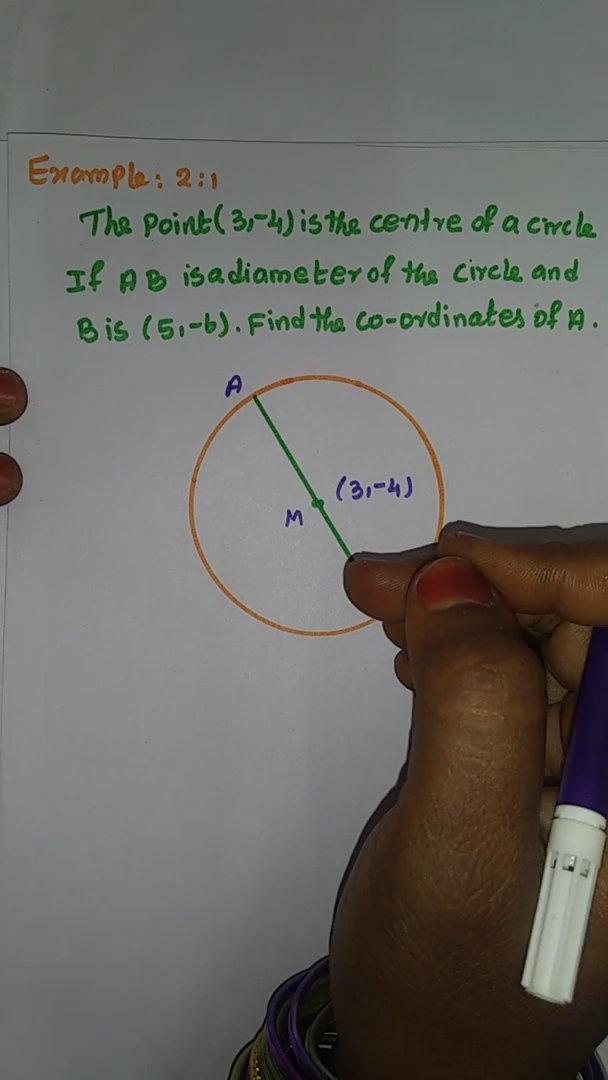 Example: 2:1
The point (3,-4) is the centre of a circle
If AB is a diameter of the circle and
B is (5,-6). Find the co-ordinates of A.
A
(3,-4)
M